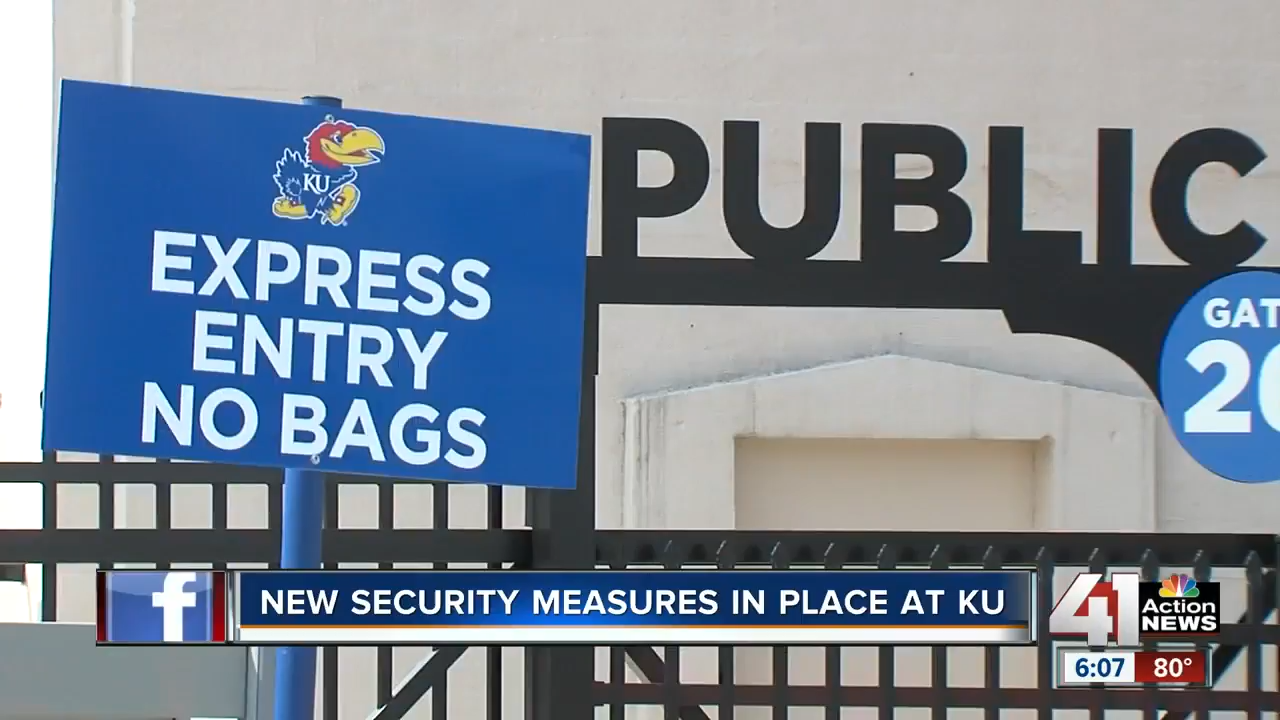 KU
EXPRESS
ENTRY
NO BAGS
PUBLIC
GAT
20
f
NEW SECURITY MEASURES IN PLACE AT KU
41
Action
NEWS
6:07 80°